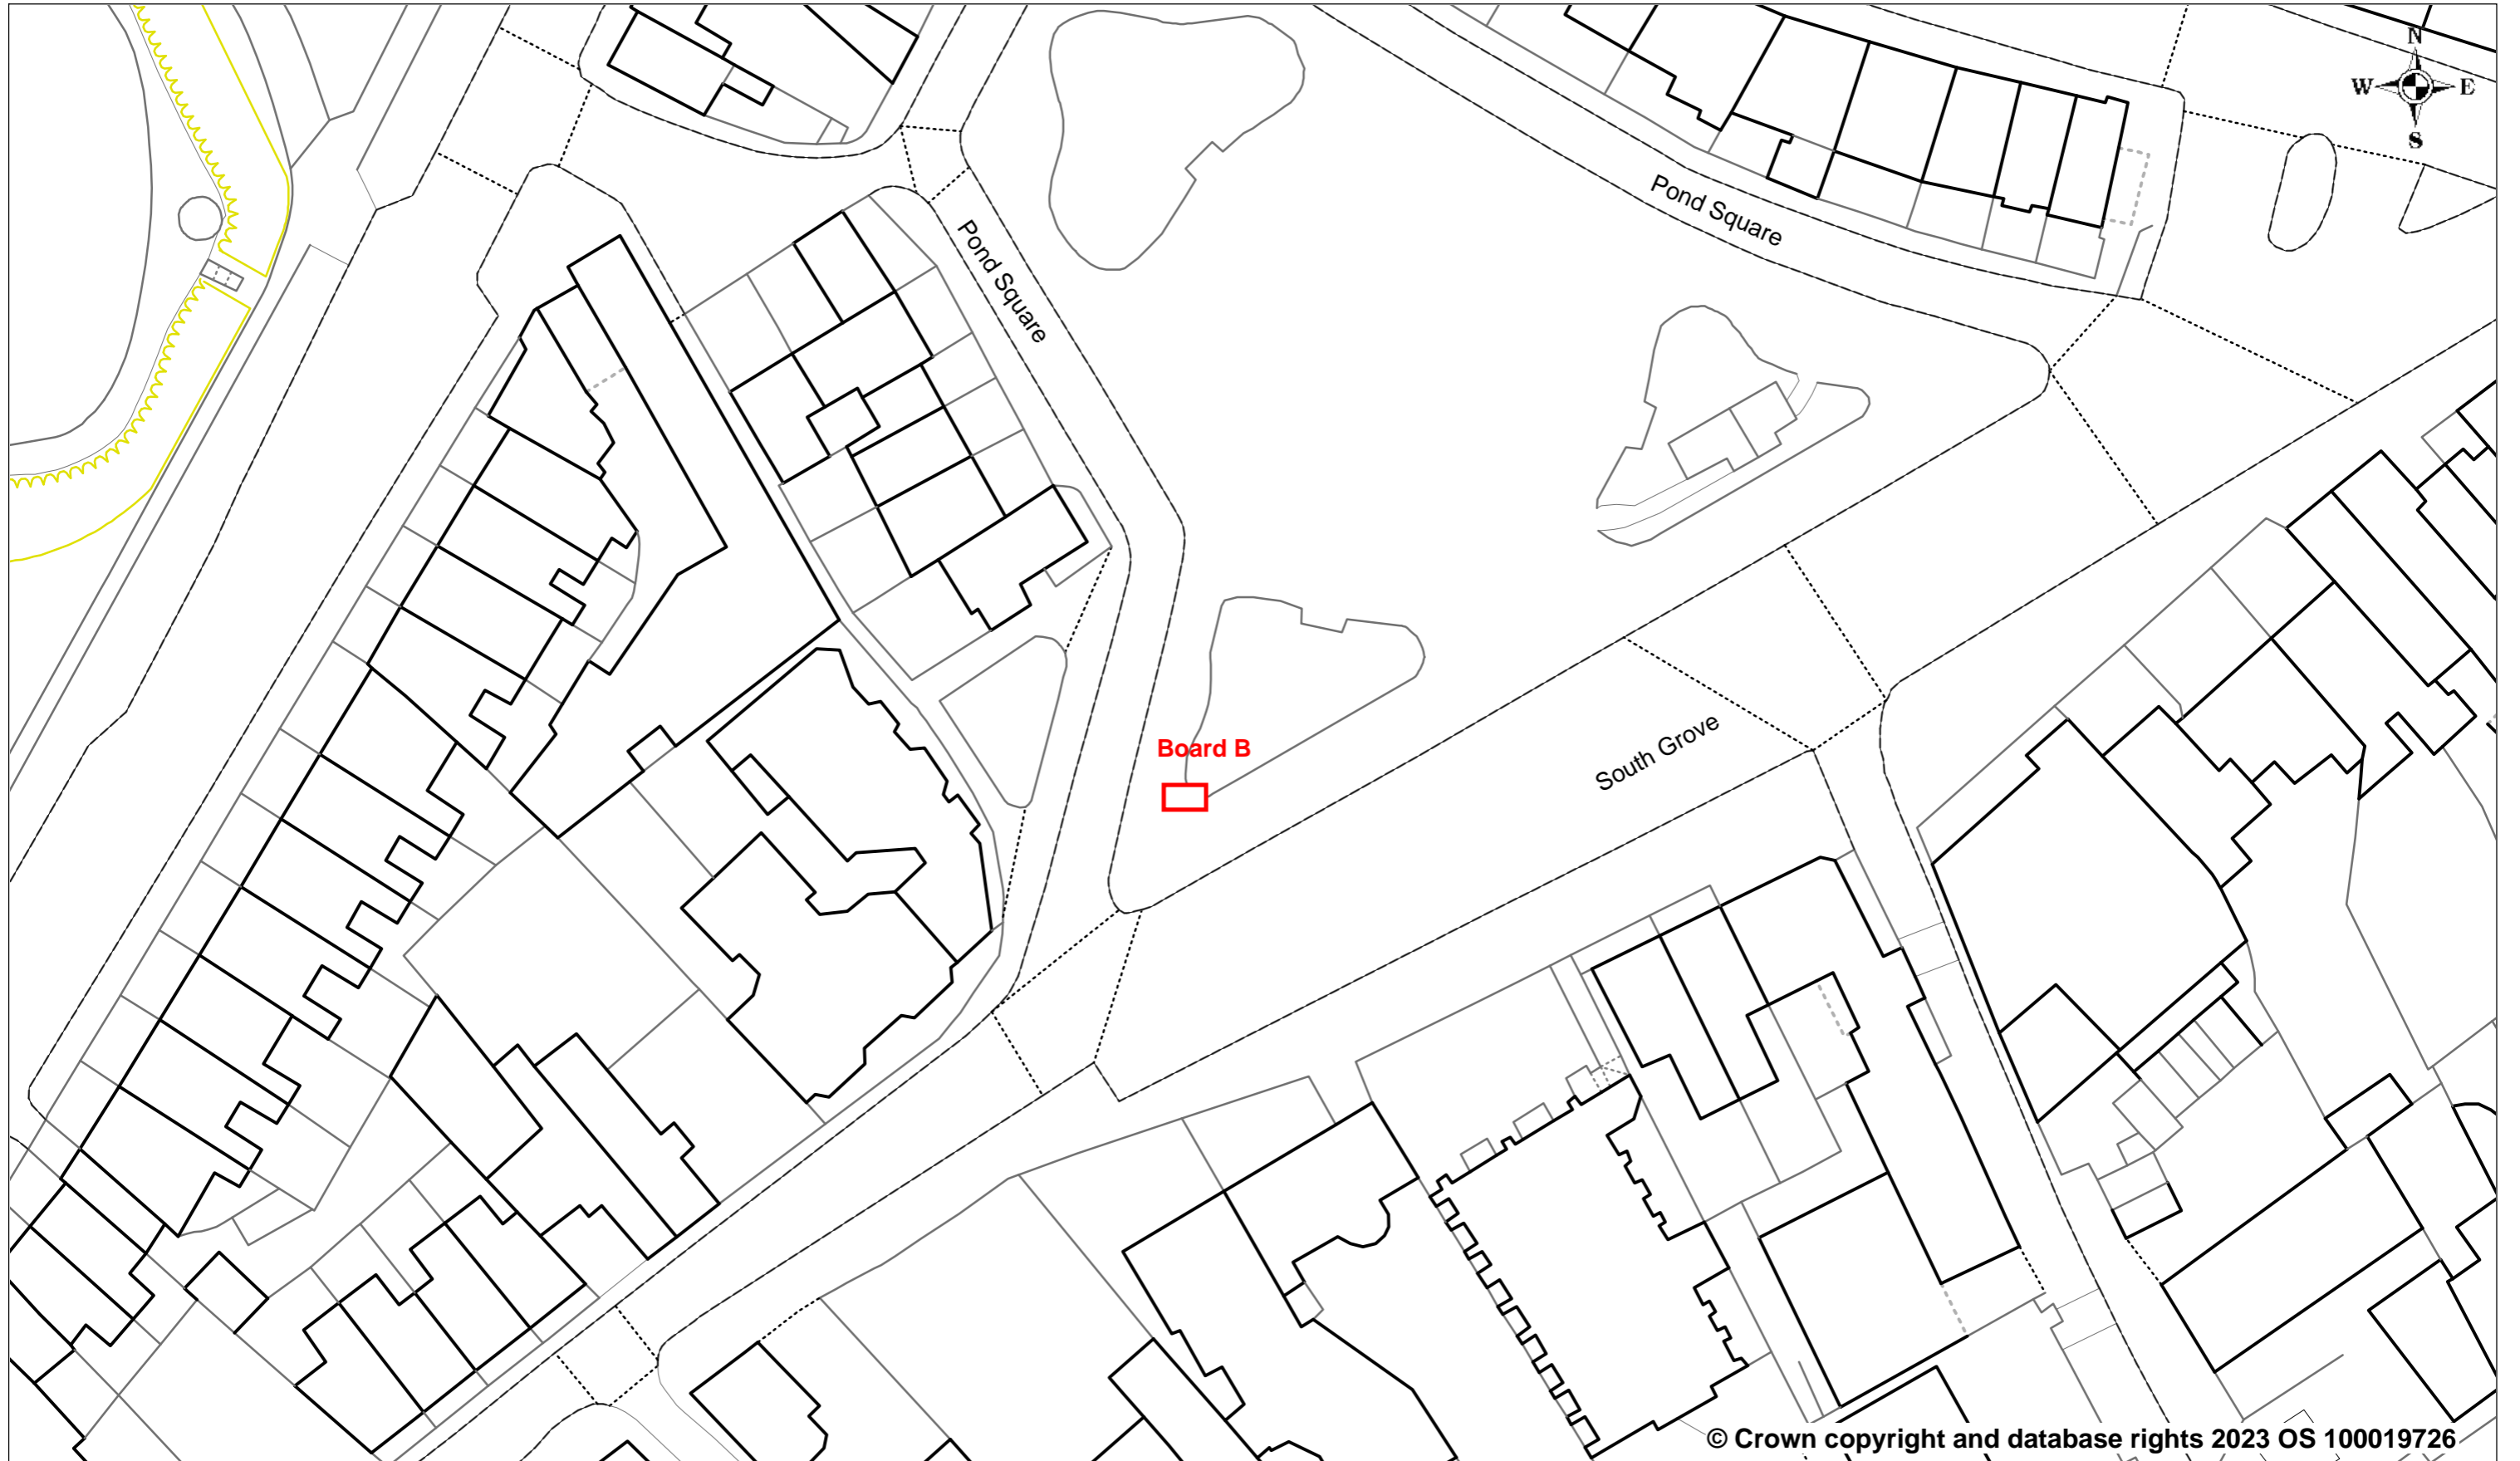 N
W E
S
Pond Square
Pond Square
South Grove
Board B
© Crown copyright and database rights 2023 OS 100019726